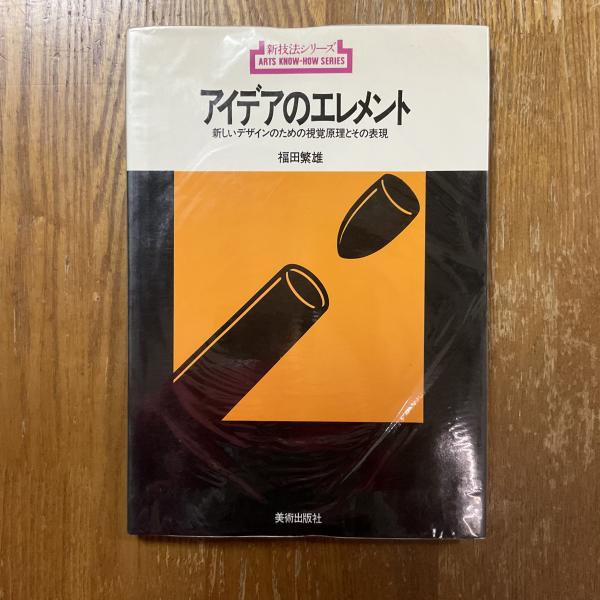 新技法シリーズ
ARTS KNOW-HOW SERIES
アイデアのエレメント
新しいデザインのための視覚原理とその表現
福田繁雄
美術出版社